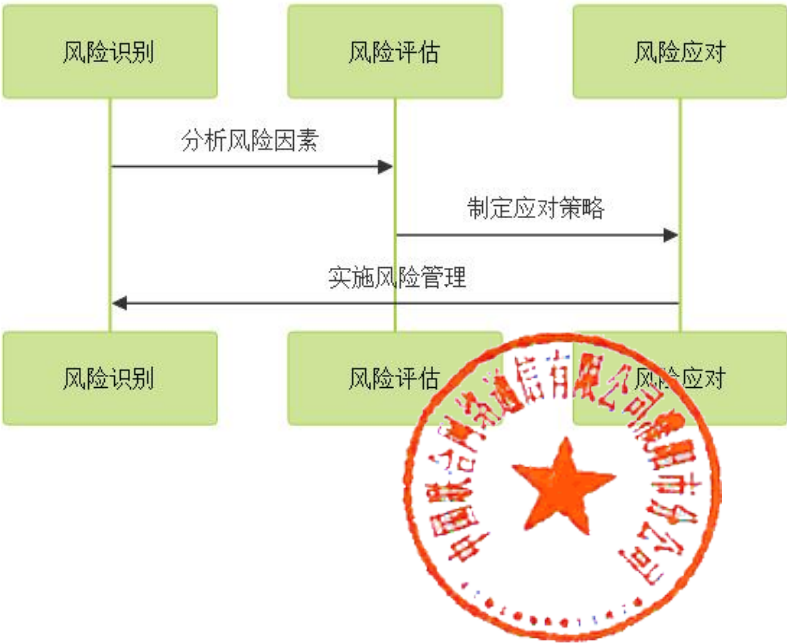 风险识别
风险评估
风险应对
分析风险因素
制定应对策略
实施风险管理
风险识别
风险评估
风险应对
中国联合网络通信有限公司濮阳市分公司